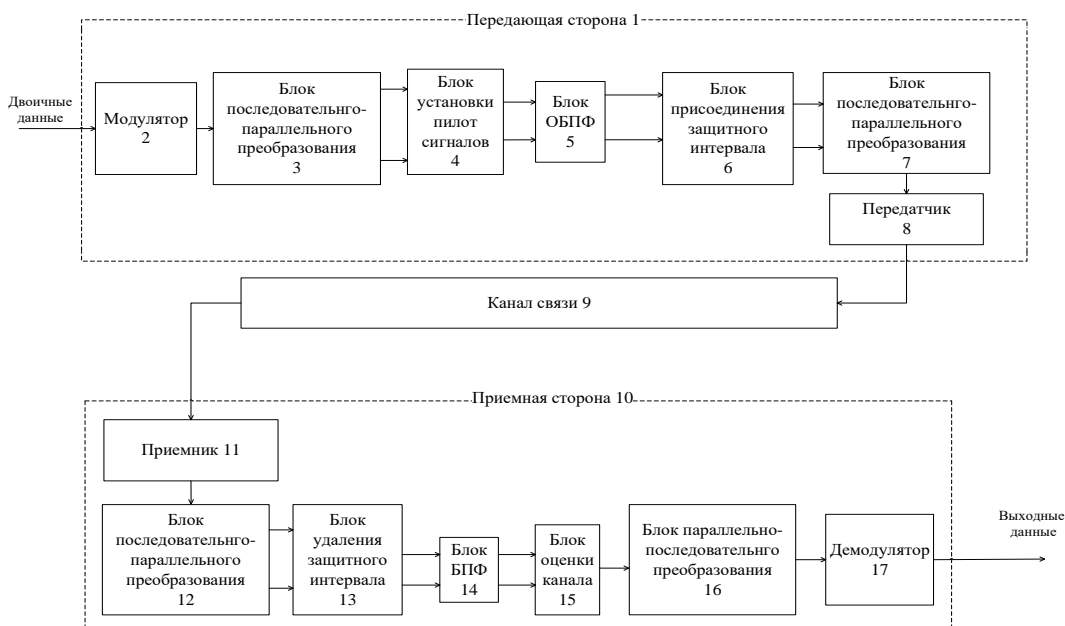 Передающая сторона 1
Двоичные
данные
Модулятор
2
Блок
последовательнго-
параллельного
преобразования
3
Блок
установки
пилот
сигналов
4
Блок
ОБПФ
5
Блок
присоединения
защитного
интервала
6
Блок
последовательнго-
параллельного
преобразования
7
Передатчик
8
Канал связи 9
Приемная сторона 10
Приемник 11
Блок
последовательнго-
параллельного
преобразования
12
Блок
удаления
защитного
интервала
13
Блок
БПФ
14
Блок
оценки
канала
15
Блок параллельно-
последовательнго
преобразования
16
Демодулятор
17
Выходные
данные